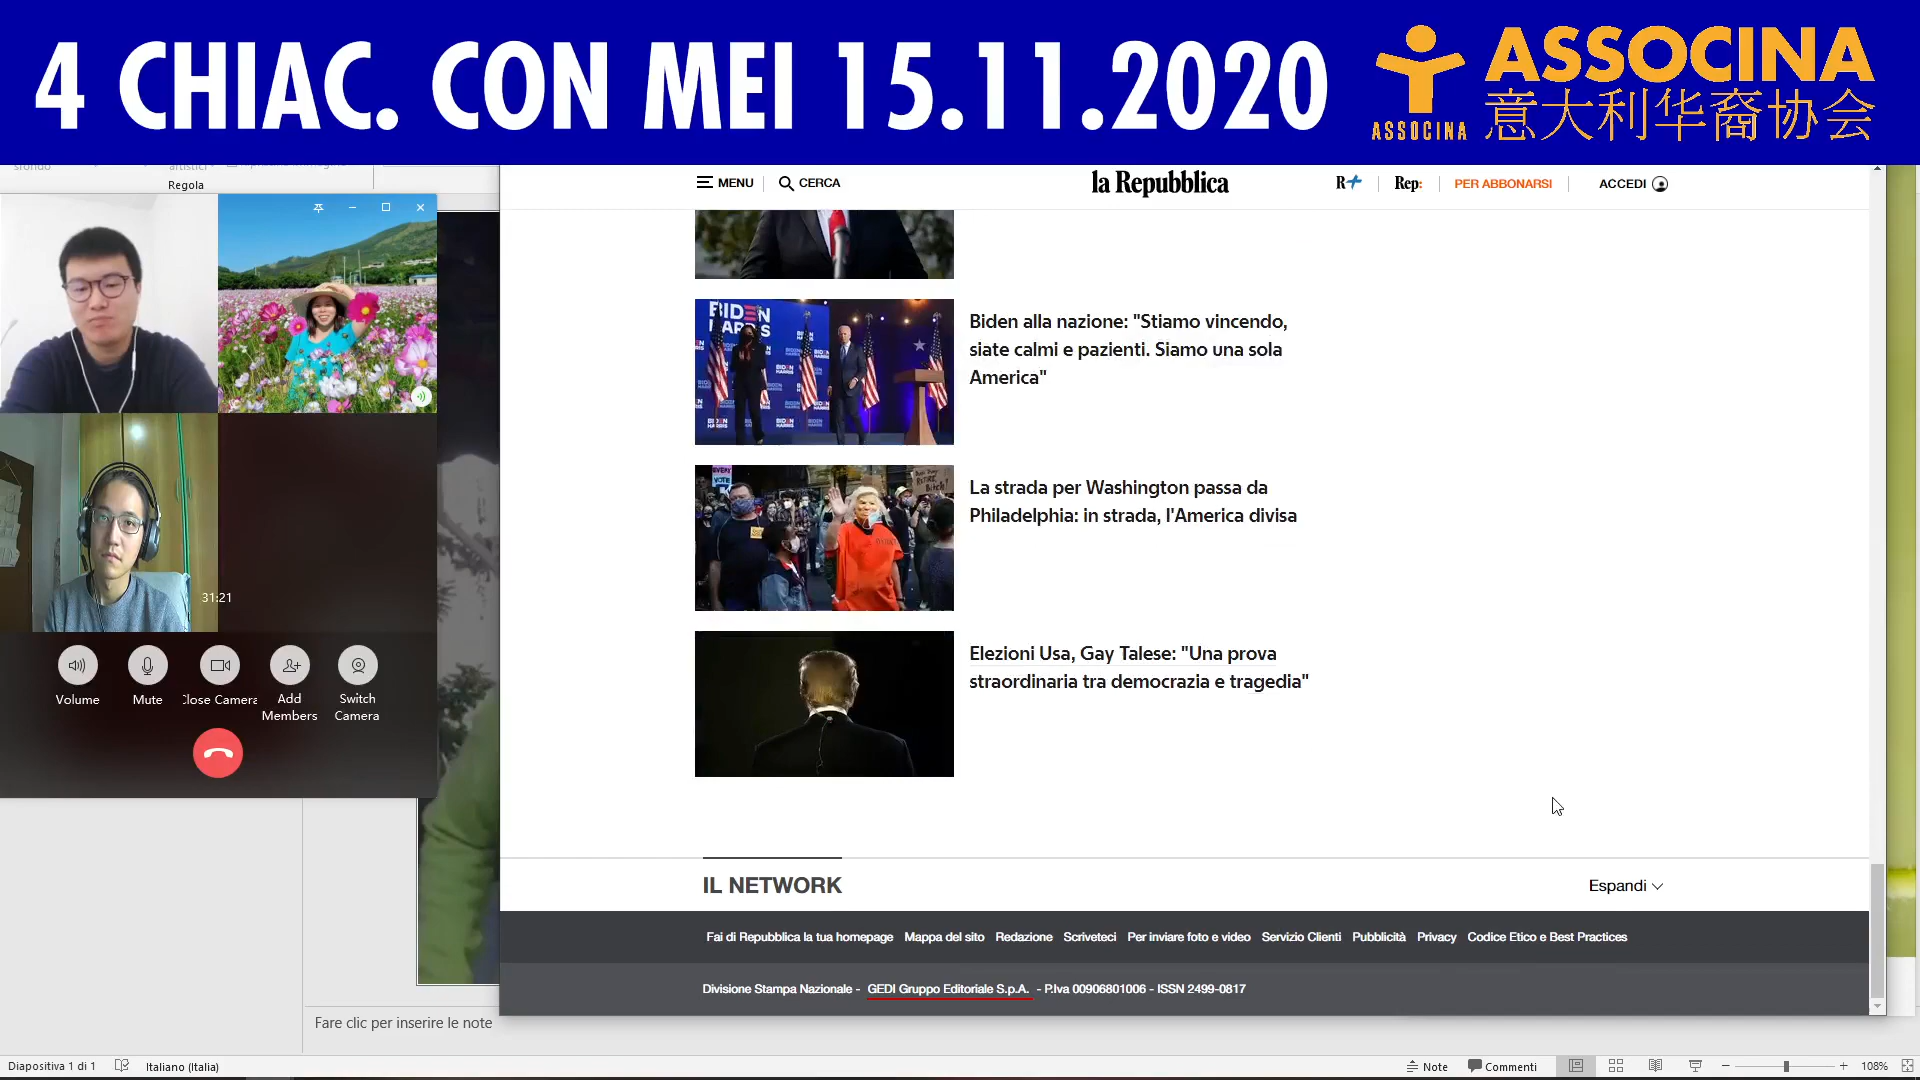 4 CHIAC. CON MEI 15.11.2020
ASSOCINA
ASSOCINA
意大利华裔协会
sfondo
artistici
Regola
MENU
CERCA
la Repubblica
R+
Rep:
PER ABBONARSI
ACCEDI
BIDEN
HARRIS
Biden alla nazione: "Stiamo vincendo,
siate calmi e pazienti. Siamo una sola
America"
EVERY
VOTE
La strada per Washington passa da
Philadelphia: in strada, l'America divisa
Elezioni Usa, Gay Talese: "Una prova
straordinaria tra democrazia e tragedia"
31:21
Volume
Mute
Close Camera
Add
Members
Switch
Camera
IL NETWORK
Espandi
Fai di Repubblica la tua homepage Mappa del sito Redazione Scriveteci Per inviare foto e video Servizio Clienti Pubblicità Privacy Codice Etico e Best Practices
Divisione Stampa Nazionale - GEDI Gruppo Editoriale S.p.A. - P.Iva 00906801006 - ISSN 2499-0817
Fare clic per inserire le note
Diapositiva 1 di 1
Italiano (Italia)
Note
Commenti
108%